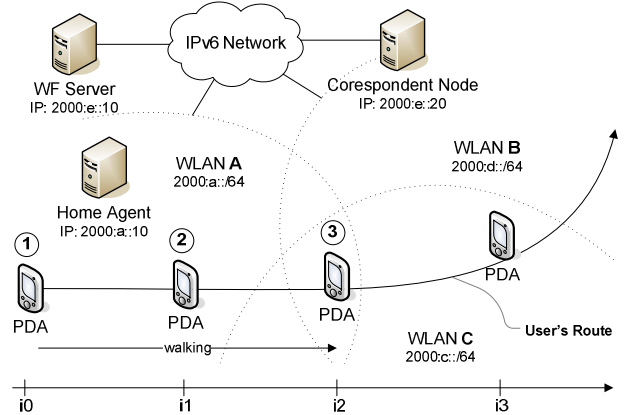 IPv6 Network
WF Server
IP: 2000:e::10
Corespondent Node
IP: 2000:e::20
WLAN A
2000:a::/64
WLAN B
2000:d::/64
Home Agent
IP: 2000:a::10
1
2
3
PDA
PDA
PDA
PDA
User's Route
WLAN C
2000:c::/64
walking
i0
i1
i2
i3